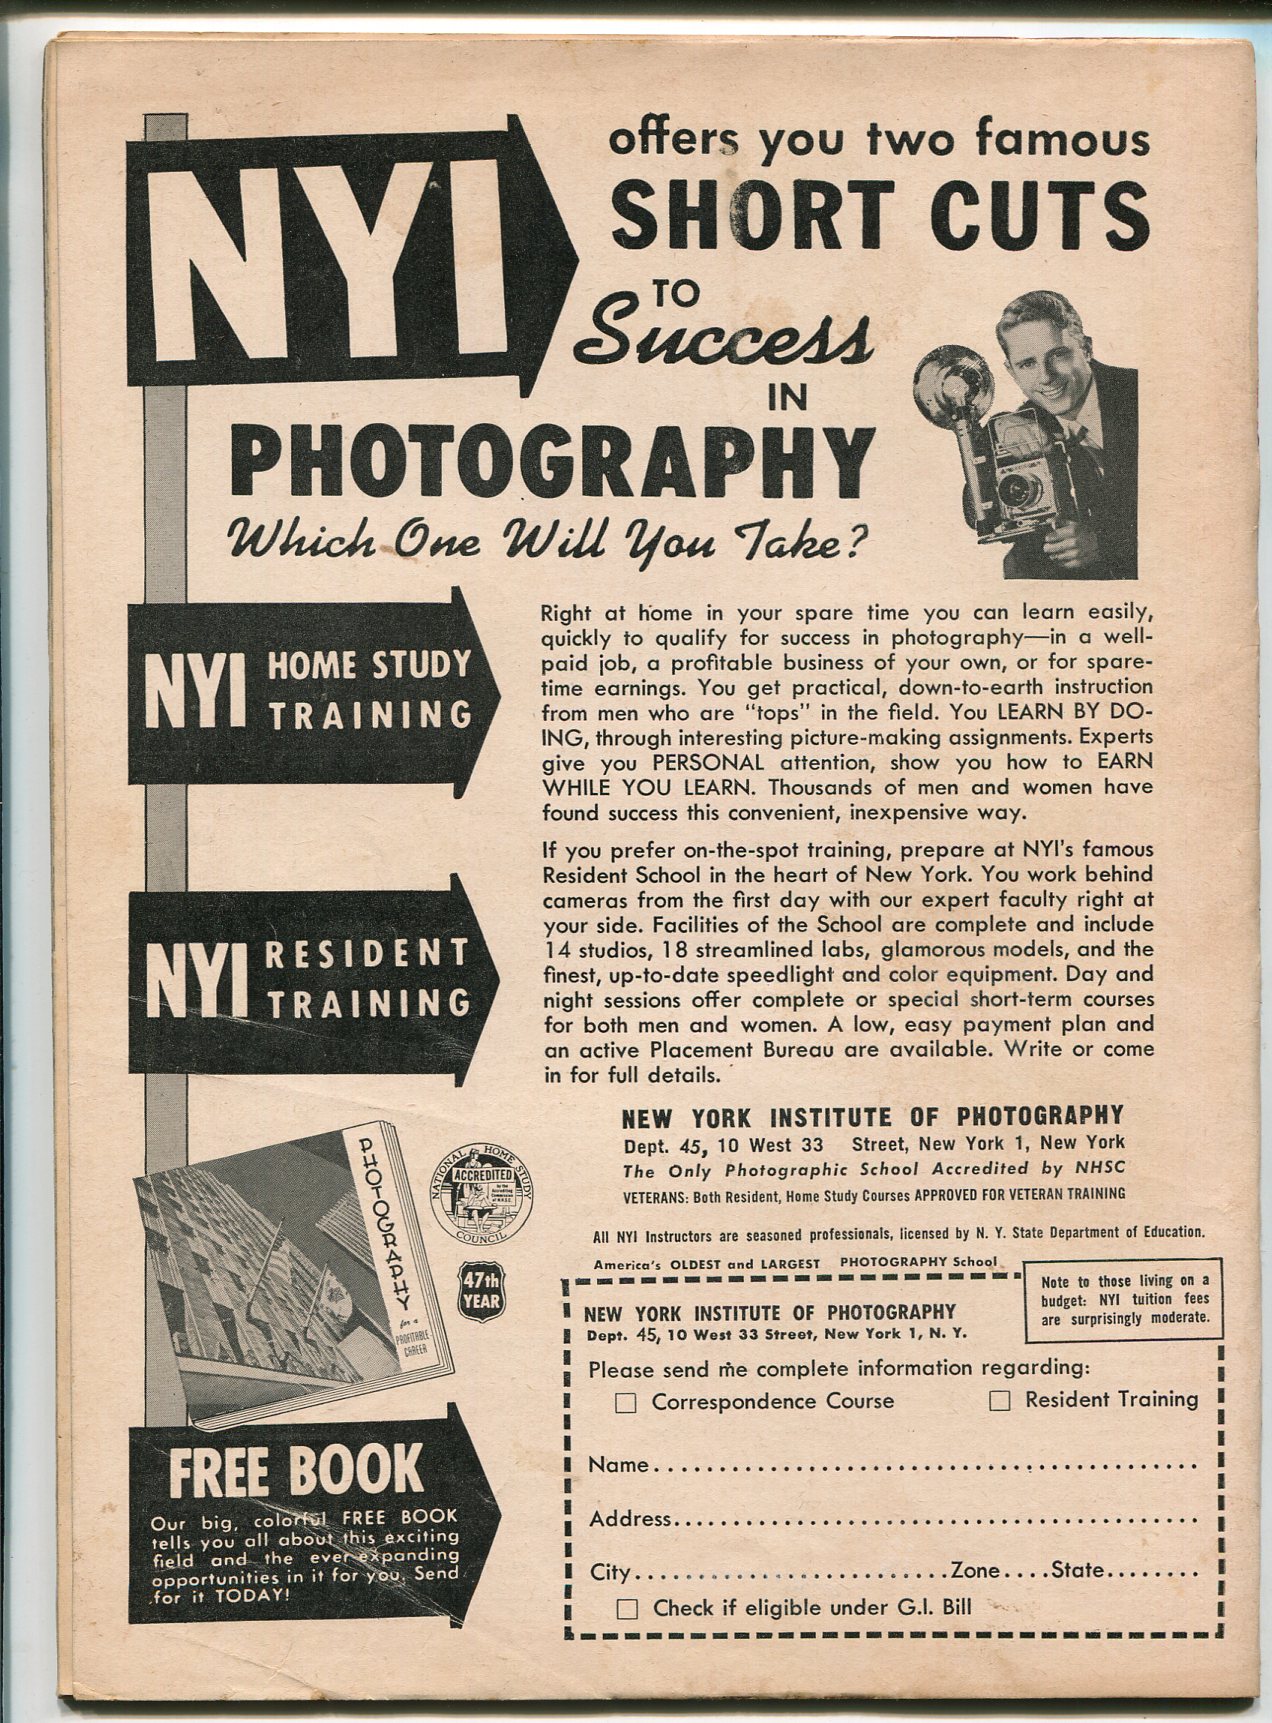 NYI
offers you two famous
SHORT CUTS
TO
Success
IN
PHOTOGRAPHY
Which One Will You Take?
NYI HOME STUDY
TRAINING
Right at home in your spare time you can learn easily,
quickly to qualify for success in photography—in a well-
paid job, a profitable business of your own, or for spare-
time earnings. You get practical, down-to-earth instruction
from men who are "tops" in the field. You LEARN BY DO-
ING, through interesting picture-making assignments. Experts
give you PERSONAL attention, show you how to EARN
WHILE YOU LEARN. Thousands of men and women have
found success this convenient, inexpensive way.
NYI RESIDENT
TRAINING
If you prefer on-the-spot training, prepare at NYI's famous
Resident School in the heart of New York. You work behind
cameras from the first day with our expert faculty right at
your side. Facilities of the School are complete and include
14 studios, 18 streamlined labs, glamorous models, and the
finest, up-to-date speedlight and color equipment. Day and
night sessions offer complete or special short-term courses
for both men and women. A low, easy payment plan and
an active Placement Bureau are available. Write or come
in for full details.
NEW YORK INSTITUTE OF PHOTOGRAPHY
Dept. 45, 10 West 33 Street, New York 1, New York
The Only Photographic School Accredited by NHSC
VETERANS: Both Resident, Home Study Courses APPROVED FOR VETERAN TRAINING
All NYI Instructors are seasoned professionals, licensed by N. Y. State Department of Education.
America's OLDEST and LARGEST PHOTOGRAPHY School
PHOTOGRAPHY
for a
PROFITABLE
CAREER
NATIONAL HOME STUDY
ACCREDITED
by the
Accrediting
Commission
of N.H.S.C.
COUNCIL
47th
YEAR
Note to those living on a
budget: NYI tuition fees
are surprisingly moderate.
NEW YORK INSTITUTE OF PHOTOGRAPHY
Dept. 45, 10 West 33 Street, New York 1, N. Y.
Please send me complete information regarding:
☐ Correspondence Course ☐ Resident Training
Name
Address
City Zone State
☐ Check if eligible under G.I. Bill
FREE BOOK
Our big, colorful FREE BOOK
tells you all about this exciting
field and the ever-expanding
opportunities in it for you. Send
for it TODAY!